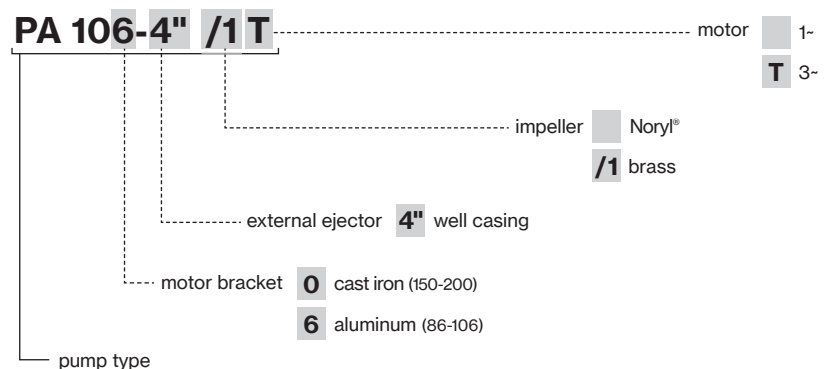 PA 106-4" /1 T
motor 1~
T 3~
impeller Noryl®
/1 brass
external ejector 4" well casing
motor bracket 0 cast iron (150-200)
6 aluminum (86-106)
pump type